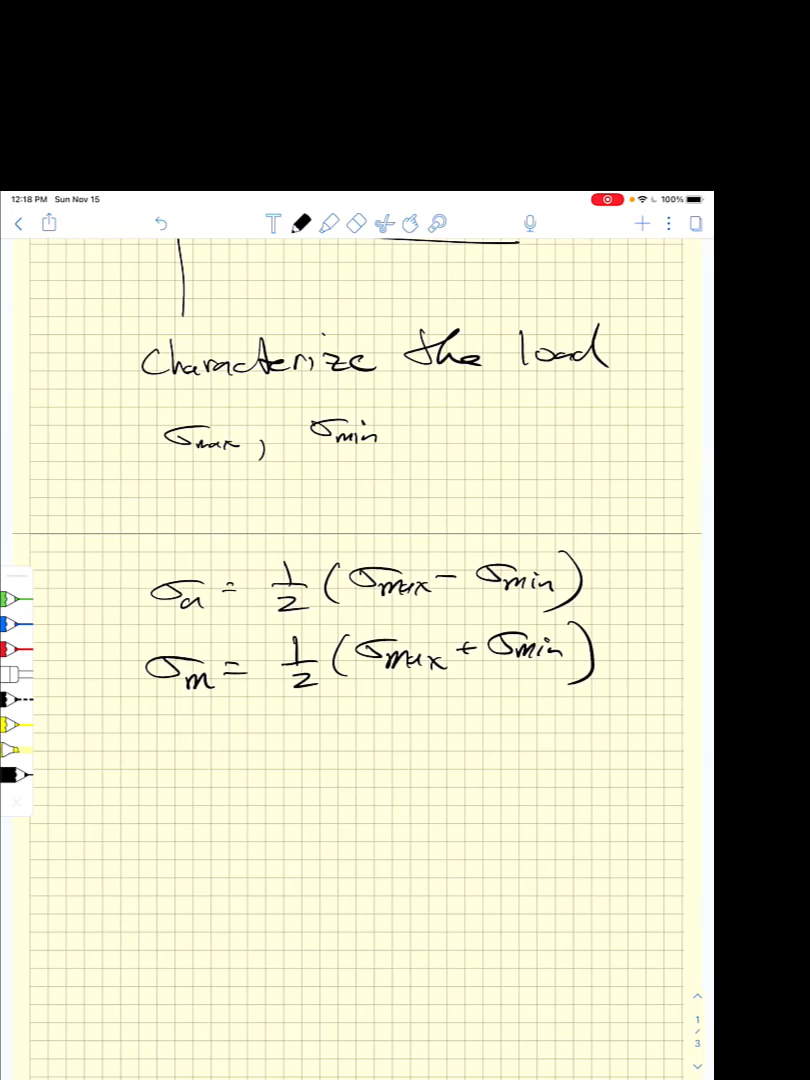 12:18 PM Sun Nov 15 100%
T
characterize the load
σmax, σmin
σa = 1/2 (σmax - σmin)
σm = 1/2 (σmax + σmin)
1
/
3